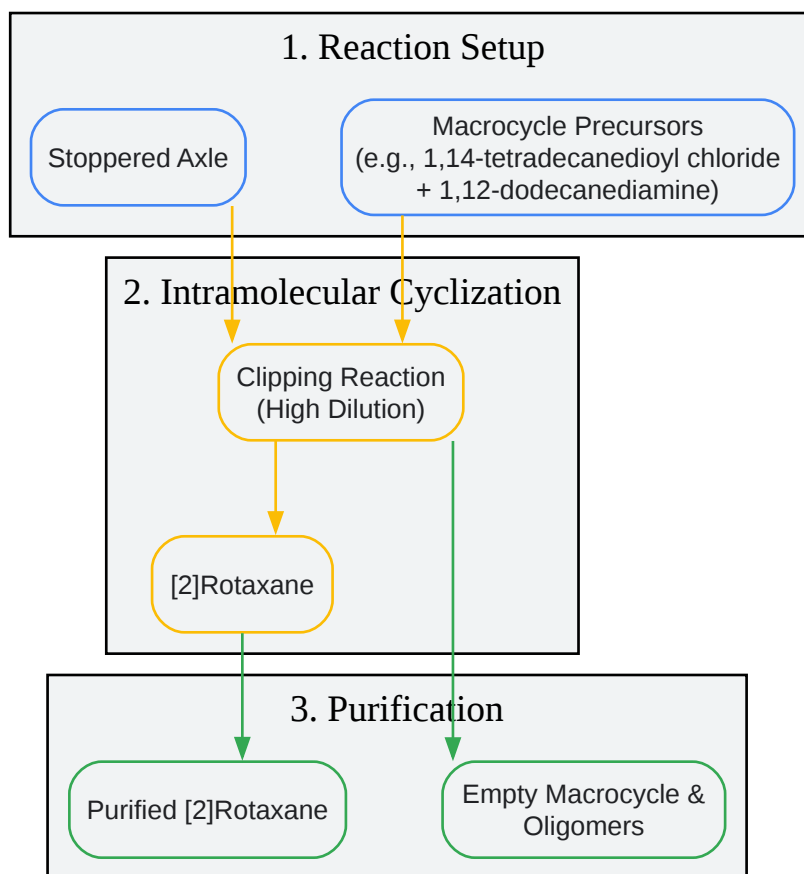 1. Reaction Setup
Stoppered Axle
Macrocycle Precursors
(e.g., 1,14-tetradecanedioyl chloride
+ 1,12-dodecanediamine)
2. Intramolecular Cyclization
Clipping Reaction
(High Dilution)
[2]Rotaxane
3. Purification
Purified [2]Rotaxane
Empty Macrocycle &
Oligomers